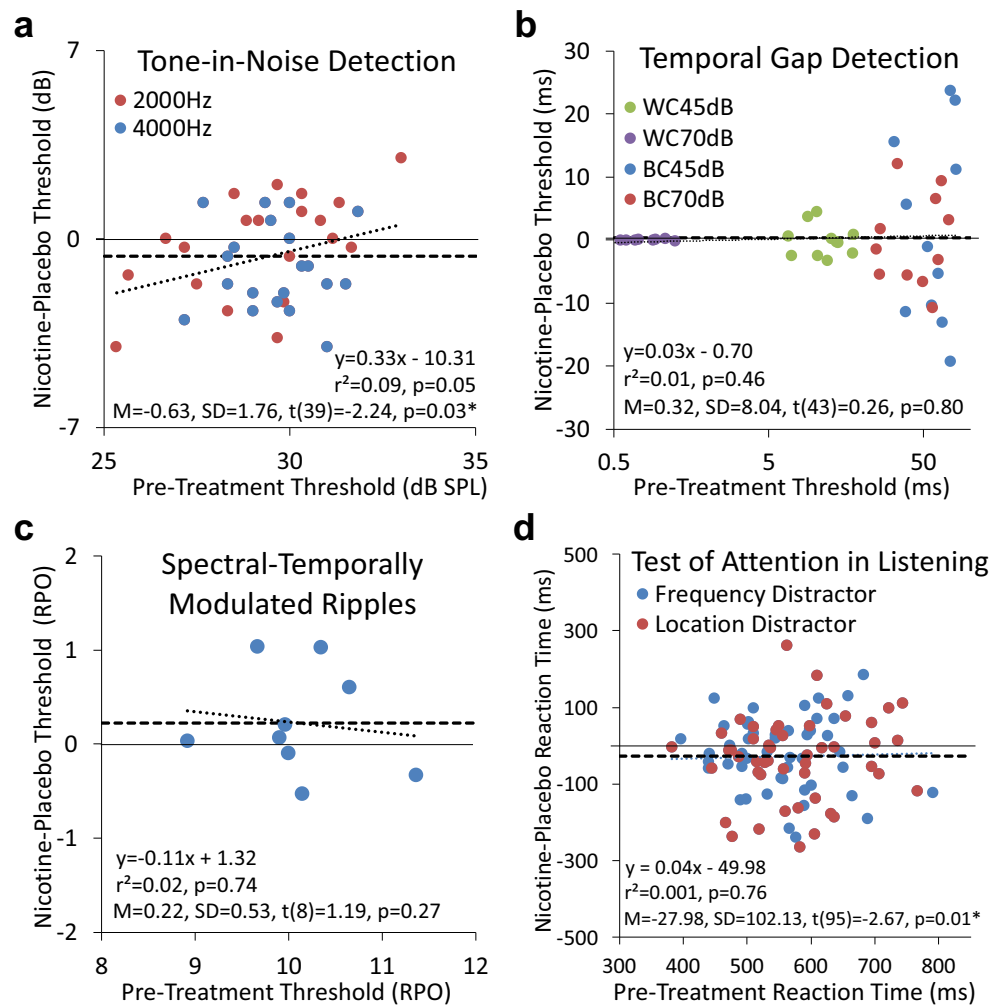 a
Tone-in-Noise Detection
2000Hz
4000Hz
Nicotine-Placebo Threshold (dB)
7
0
-7
y=0.33x - 10.31
r²=0.09, p=0.05
M=-0.63, SD=1.76, t(39)=-2.24, p=0.03*
25
30
35
Pre-Treatment Threshold (dB SPL)
b
Temporal Gap Detection
WC45dB
WC70dB
BC45dB
BC70dB
Nicotine-Placebo Threshold (ms)
30
20
10
0
-10
-20
-30
y=0.03x - 0.70
r²=0.01, p=0.46
M=0.32, SD=8.04, t(43)=0.26, p=0.80
0.5
5
50
Pre-Treatment Threshold (ms)
c
Spectral-Temporally
Modulated Ripples
Nicotine-Placebo Threshold (RPO)
2
1
0
-1
-2
y=-0.11x + 1.32
r²=0.02, p=0.74
M=0.22, SD=0.53, t(8)=1.19, p=0.27
8
9
10
11
12
Pre-Treatment Threshold (RPO)
d
Test of Attention in Listening
Frequency Distractor
Location Distractor
Nicotine-Placebo Reaction Time (ms)
500
300
100
-100
-300
-500
y = 0.04x - 49.98
r²=0.001, p=0.76
M=-27.98, SD=102.13, t(95)=-2.67, p=0.01*
300
400
500
600
700
800
Pre-Treatment Reaction Time (ms)